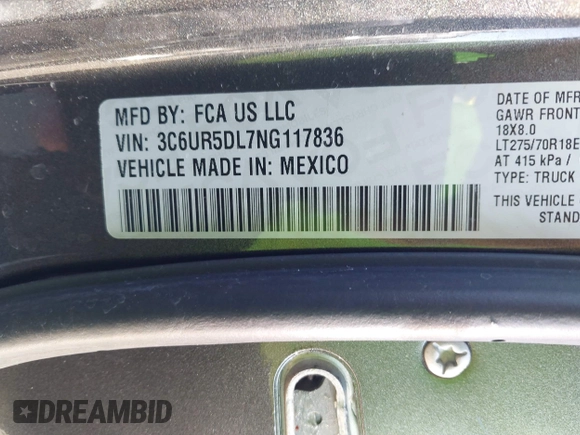 MFD BY: FCA US LLC
VIN: 3C6UR5DL7NG117836
VEHICLE MADE IN: MEXICO
DATE OF MFR
GAWR FRONT
18X8.0
LT275/70R18E
AT 415 kPa /
TYPE: TRUCK
THIS VEHICLE
STAND
DREAMBID